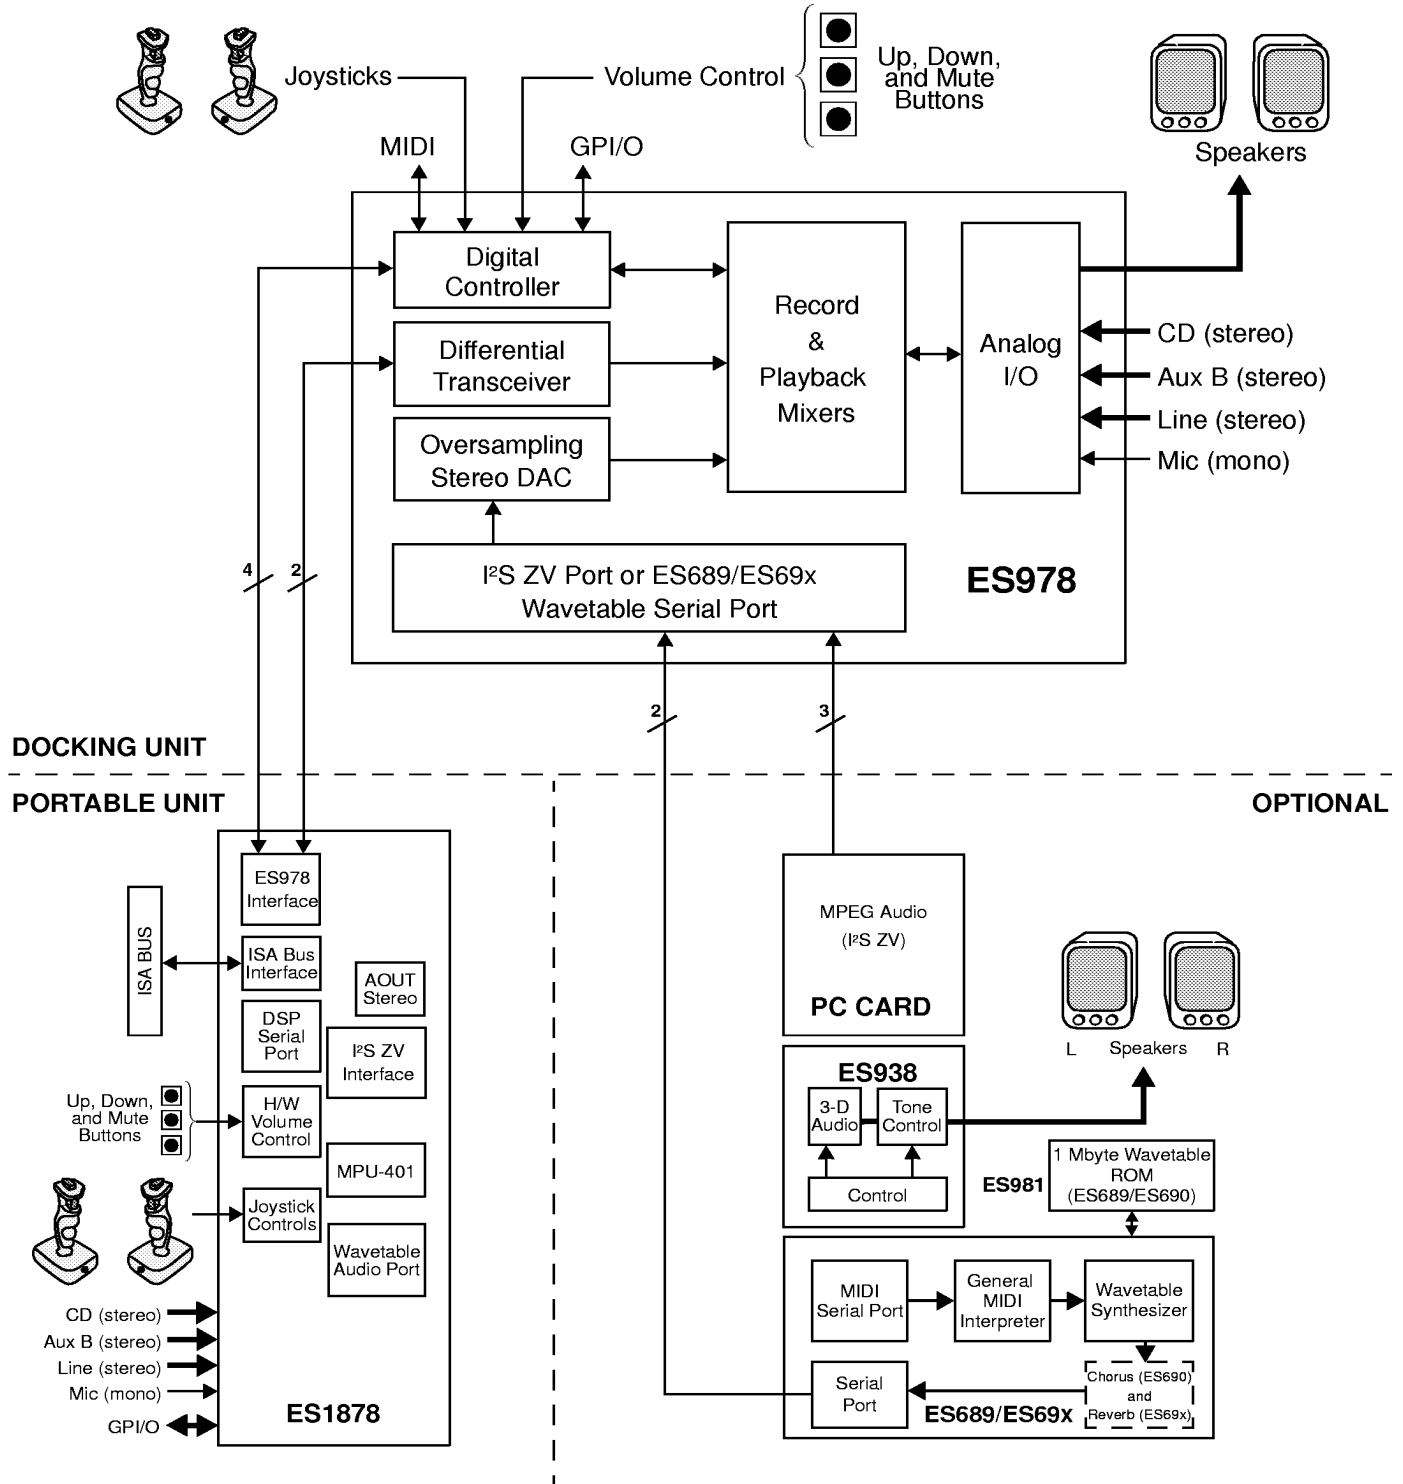 Joysticks
Volume Control
Up, Down,
and Mute
Buttons
Speakers
MIDI
GPI/O
Digital
Controller
Differential
Transceiver
Oversampling
Stereo DAC
Record
&
Playback
Mixers
Analog
I/O
CD (stereo)
Aux B (stereo)
Line (stereo)
Mic (mono)
I²S ZV Port or ES689/ES69x
Wavetable Serial Port
ES978
4
2
2
3
DOCKING UNIT
PORTABLE UNIT
OPTIONAL
ES978
Interface
ISA BUS
ISA Bus
Interface
AOUT
Stereo
DSP
Serial
Port
I²S ZV
Interface
Up, Down,
and Mute
Buttons
H/W
Volume
Control
MPU-401
Joystick
Controls
Wavetable
Audio Port
CD (stereo)
Aux B (stereo)
Line (stereo)
Mic (mono)
GPI/O
ES1878
MPEG Audio
(I²S ZV)
PC CARD
L Speakers R
ES938
3-D
Audio
Tone
Control
Control
ES981
1 Mbyte Wavetable
ROM
(ES689/ES690)
MIDI
Serial Port
General
MIDI
Interpreter
Wavetable
Synthesizer
Serial
Port
Chorus (ES690)
and
Reverb (ES69x)
ES689/ES69x